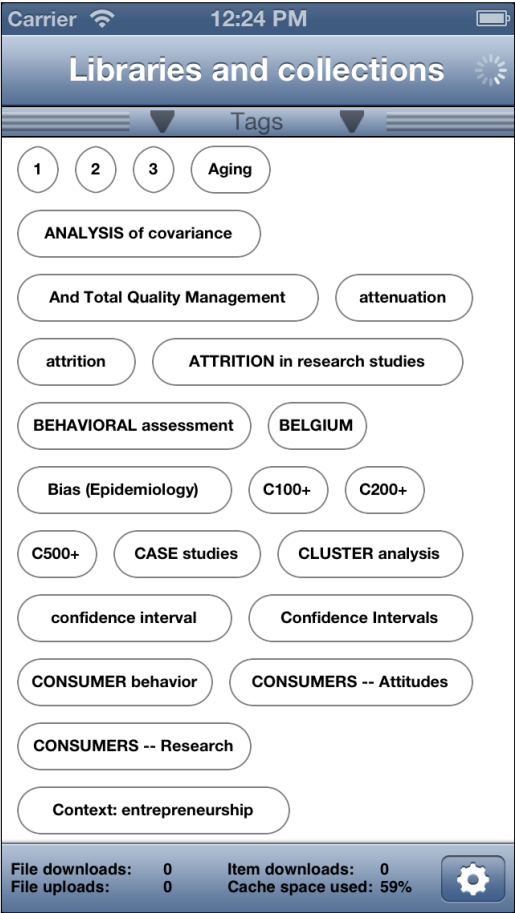 Carrier 12:24 PM
Libraries and collections
Tags
1 2 3 Aging
ANALYSIS of covariance
And Total Quality Management attenuation
attrition ATTRITION in research studies
BEHAVIORAL assessment BELGIUM
Bias (Epidemiology) C100+ C200+
C500+ CASE studies CLUSTER analysis
confidence interval Confidence Intervals
CONSUMER behavior CONSUMERS -- Attitudes
CONSUMERS -- Research
Context: entrepreneurship
File downloads: 0 Item downloads: 0
File uploads: 0 Cache space used: 59%